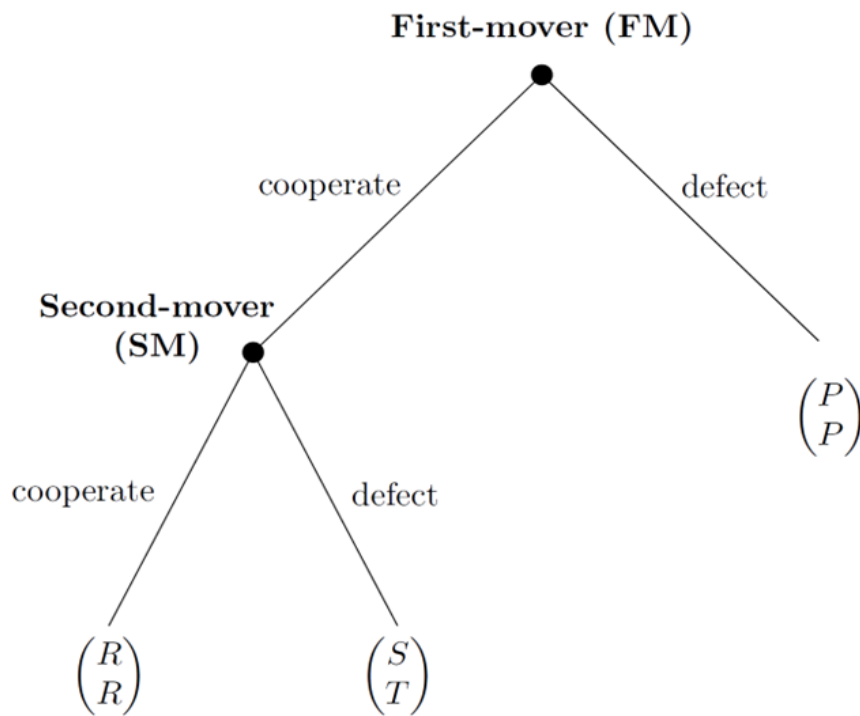 First-mover (FM)
cooperate
defect
Second-mover
(SM)
P
P
cooperate
defect
R
R
S
T